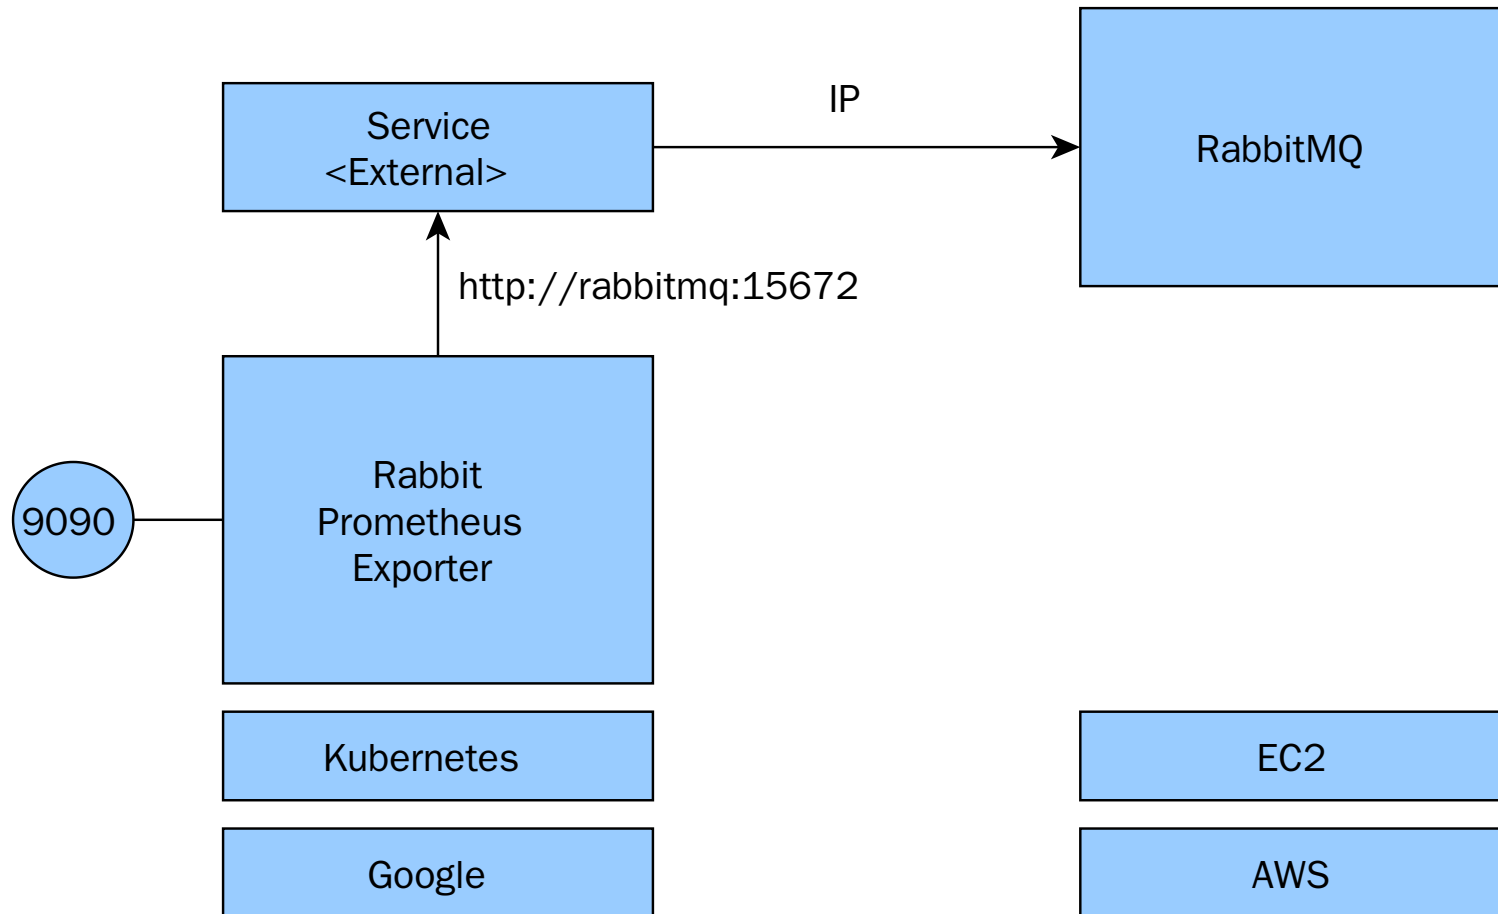 Service
<External>
IP
RabbitMQ
http://rabbitmq:15672
Rabbit
Prometheus
Exporter
9090
Kubernetes
EC2
Google
AWS